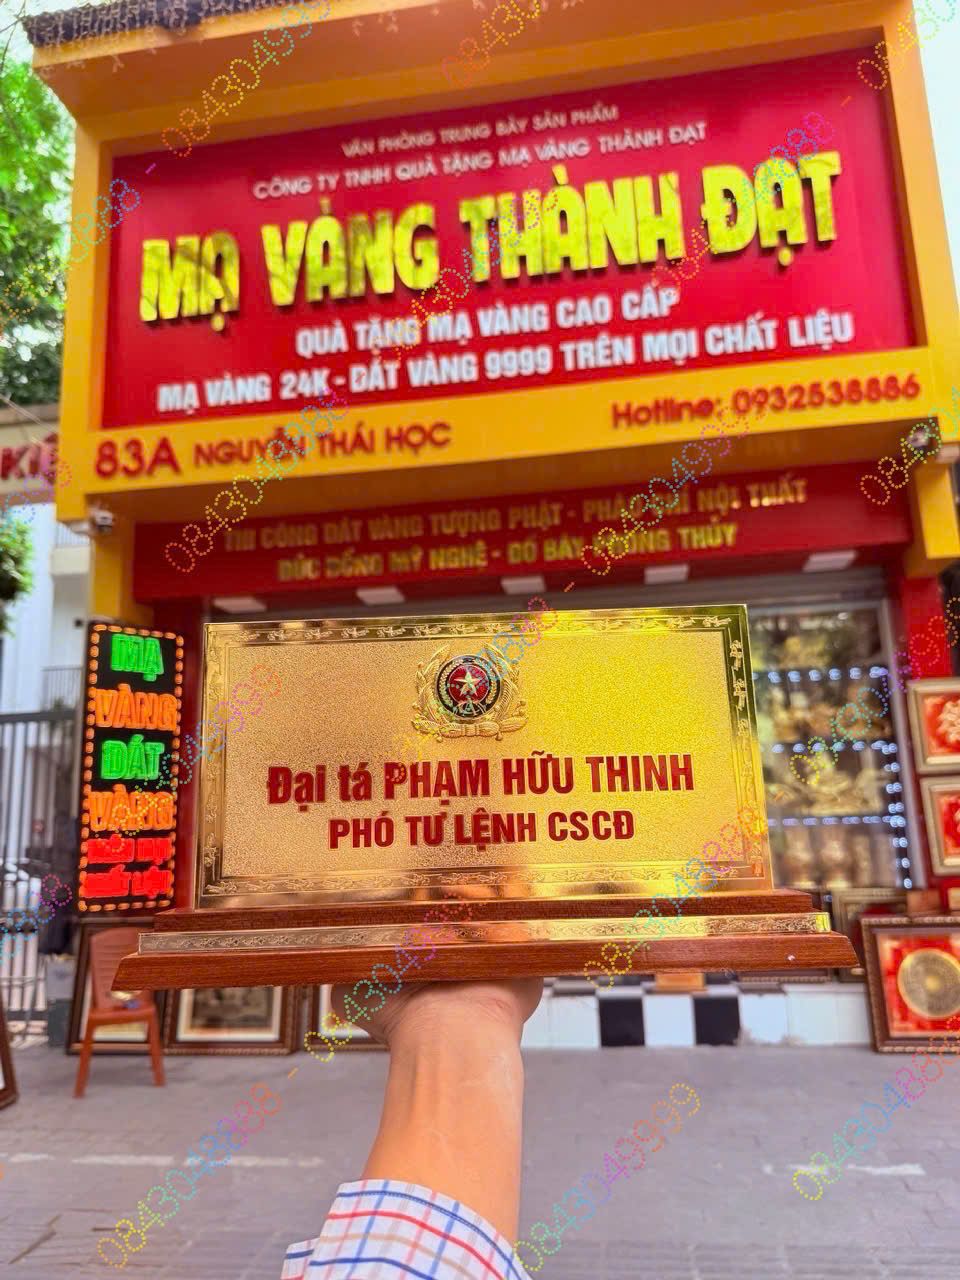 VĂN PHÒNG TRƯNG BÀY SẢN PHẨM
CÔNG TY TNHH QUÀ TẶNG MẠ VÀNG THÀNH ĐẠT
MẠ VÀNG THÀNH ĐẠT
QUÀ TẶNG MẠ VÀNG CAO CẤP
MẠ VÀNG 24K - DÁT VÀNG 9999 TRÊN MỌI CHẤT LIỆU
83A NGUYỄN THÁI HỌC
Hotline: 0932538886
THI CÔNG DÁT VÀNG TƯỢNG PHẬT - PHÀO CHỈ NỘI THẤT
ĐÚC ĐỒNG MỸ NGHỆ - ĐỒ BÀY PHONG THỦY
MẠ
VÀNG
DÁT
VÀNG
Đại tá PHẠM HỮU THINH
PHÓ TƯ LỆNH CSCĐ
0843048888 - 0843049999